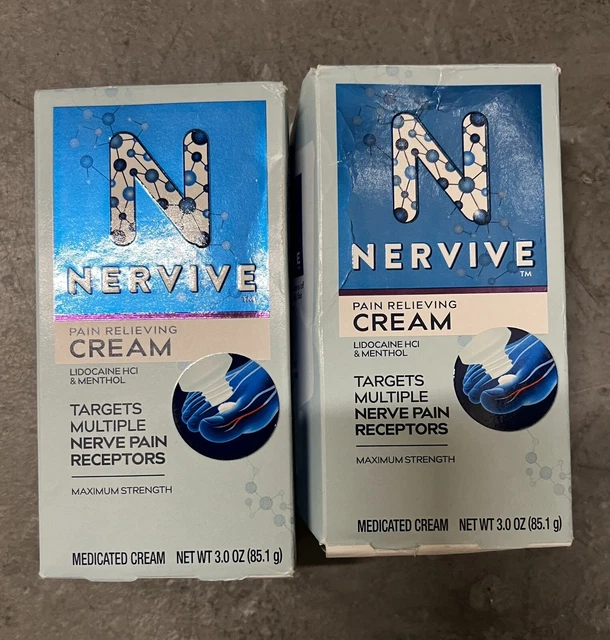 NERVIVE
TM
PAIN RELIEVING
CREAM
LIDOCAINE HCl
& MENTHOL
TARGETS
MULTIPLE
NERVE PAIN
RECEPTORS
MAXIMUM STRENGTH
MEDICATED CREAM NET WT 3.0 OZ (85.1 g)
NERVIVE
TM
PAIN RELIEVING
CREAM
LIDOCAINE HCl
& MENTHOL
TARGETS
MULTIPLE
NERVE PAIN
RECEPTORS
MAXIMUM STRENGTH
MEDICATED CREAM NET WT 3.0 OZ (85.1 g)